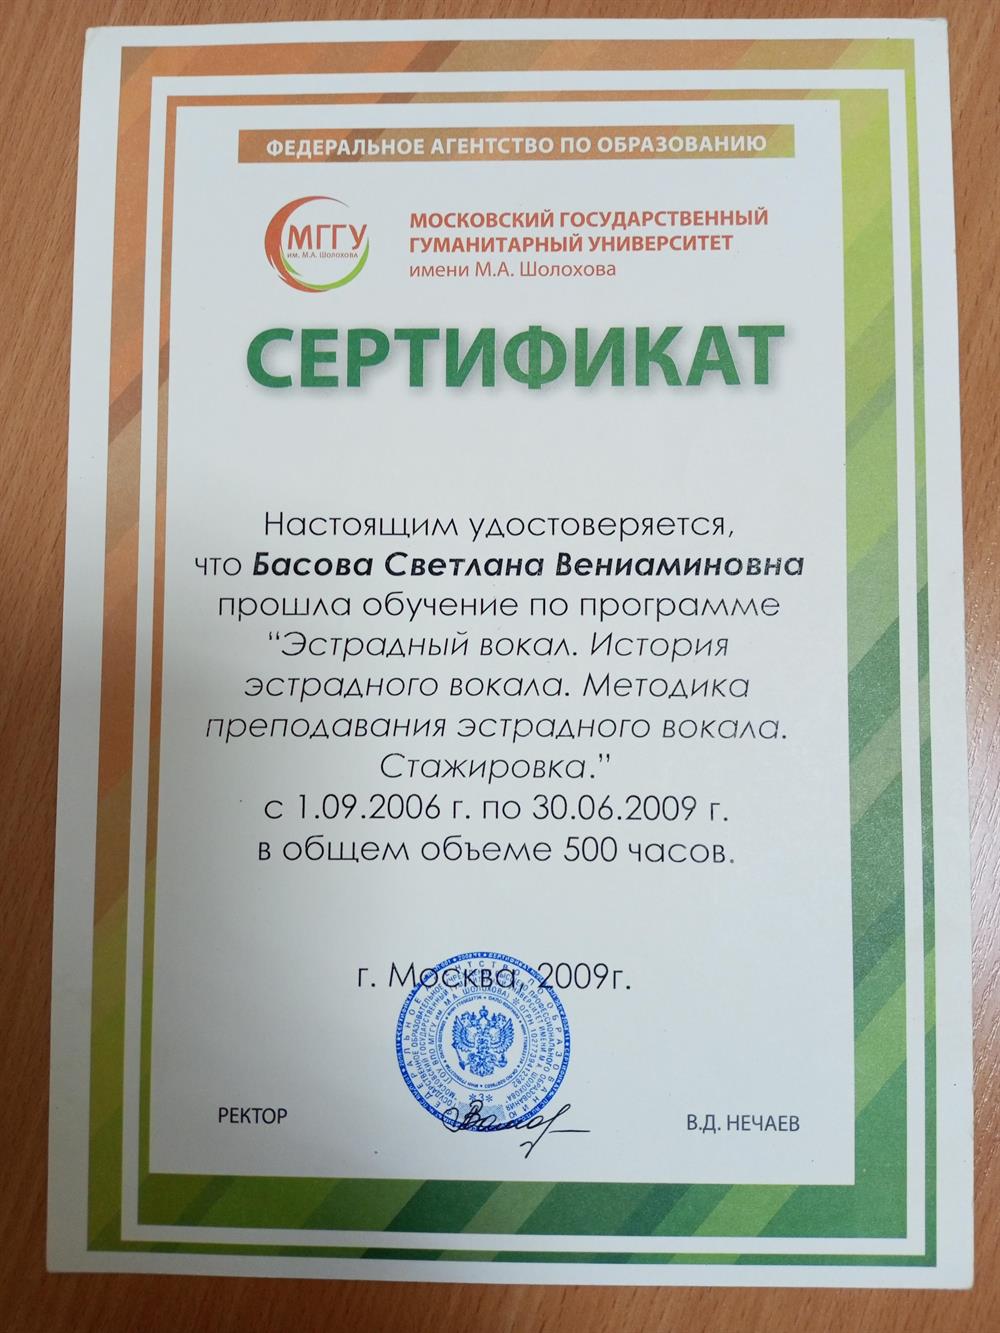 ФЕДЕРАЛЬНОЕ АГЕНТСТВО ПО ОБРАЗОВАНИЮ
МГГУ
ИМ. М.А. ШОЛОХОВА
МОСКОВСКИЙ ГОСУДАРСТВЕННЫЙ
ГУМАНИТАРНЫЙ УНИВЕРСИТЕТ
имени М.А. Шолохова
СЕРТИФИКАТ
Настоящим удостоверяется,
что Басова Светлана Вениаминовна
прошла обучение по программе
“Эстрадный вокал. История
эстрадного вокала. Методика
преподавания эстрадного вокала.
Стажировка.”
с 1.09.2006 г. по 30.06.2009 г.
в общем объеме 500 часов.
г. Москва, 2009г.
РЕКТОР
В.Д. НЕЧАЕВ